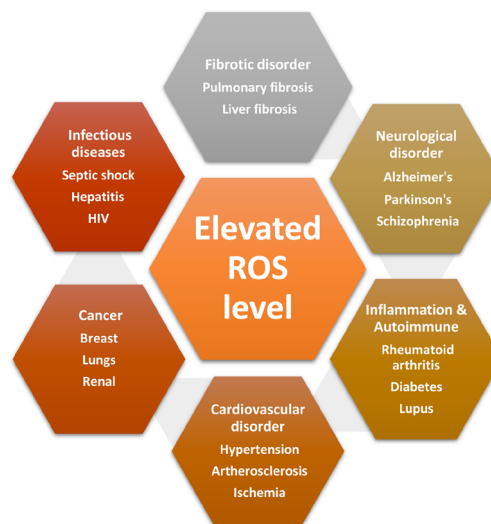 Fibrotic disorder
Pulmonary fibrosis
Liver fibrosis
Neurological
disorder
Alzheimer's
Parkinson's
Schizophrenia
Inflammation &
Autoimmune
Rheumatoid
arthritis
Diabetes
Lupus
Cardiovascular
disorder
Hypertension
Artherosclerosis
Ischemia
Cancer
Breast
Lungs
Renal
Infectious
diseases
Septic shock
Hepatitis
HIV
Elevated
ROS
level